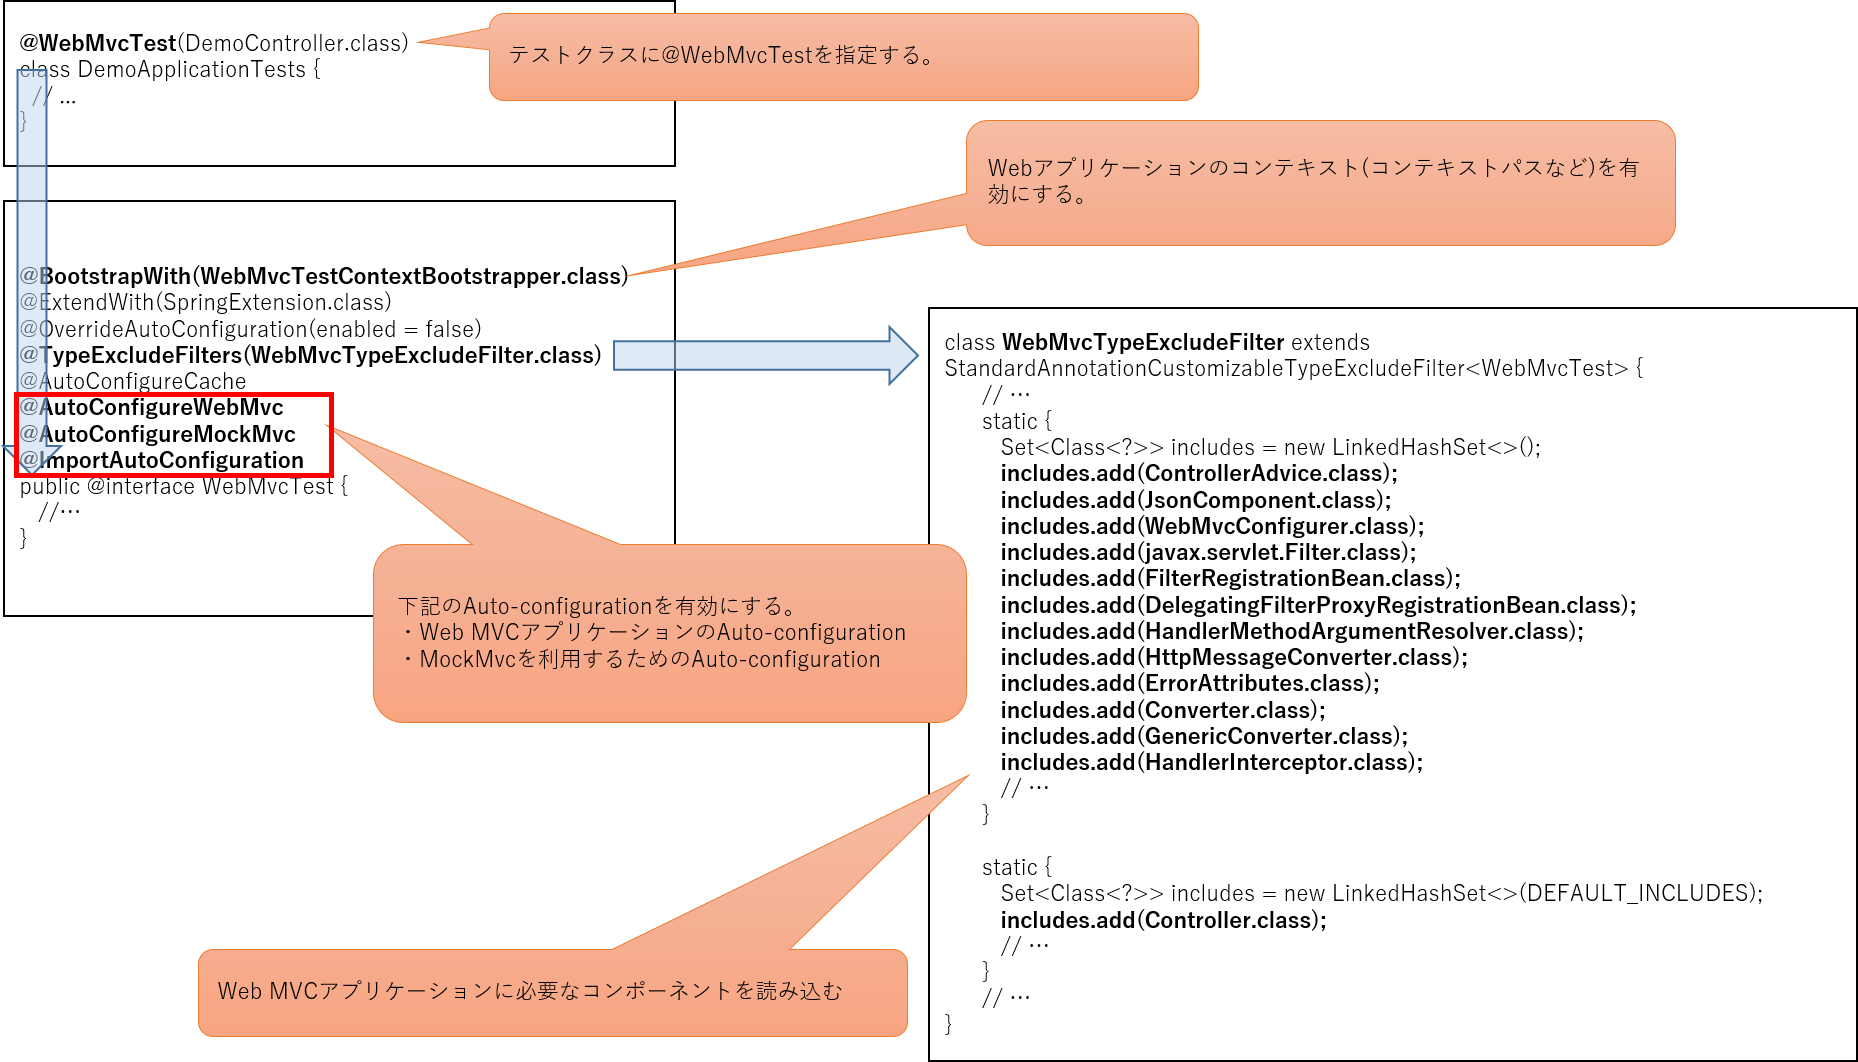 @WebMvcTest(DemoController.class)
class DemoApplicationTests {
// ...
}
テストクラスに@WebMvcTestを指定する。
Webアプリケーションのコンテキスト(コンテキストパスなど)を有
効にする。
@BootstrapWith(WebMvcTestContextBootstrapper.class)
@ExtendWith(SpringExtension.class)
@OverrideAutoConfiguration(enabled = false)
@TypeExcludeFilters(WebMvcTypeExcludeFilter.class)
@AutoConfigureCache
@AutoConfigureWebMvc
@AutoConfigureMockMvc
@ImportAutoConfiguration
public @interface WebMvcTest {
//…
}
下記のAuto-configurationを有効にする。
・Web MVCアプリケーションのAuto-configuration
・MockMvcを利用するためのAuto-configuration
class WebMvcTypeExcludeFilter extends
StandardAnnotationCustomizableTypeExcludeFilter<WebMvcTest> {
// …
static {
Set<Class<?>> includes = new LinkedHashSet<>();
includes.add(ControllerAdvice.class);
includes.add(JsonComponent.class);
includes.add(WebMvcConfigurer.class);
includes.add(javax.servlet.Filter.class);
includes.add(FilterRegistrationBean.class);
includes.add(DelegatingFilterProxyRegistrationBean.class);
includes.add(HandlerMethodArgumentResolver.class);
includes.add(HttpMessageConverter.class);
includes.add(ErrorAttributes.class);
includes.add(Converter.class);
includes.add(GenericConverter.class);
includes.add(HandlerInterceptor.class);
// …
}
static {
Set<Class<?>> includes = new LinkedHashSet<>(DEFAULT_INCLUDES);
includes.add(Controller.class);
// …
}
// …
}
Web MVCアプリケーションに必要なコンポーネントを読み込む